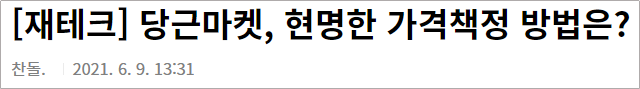 [재테크] 당근마켓, 현명한 가격책정 방법은?
찬돌. 2021. 6. 9. 13:31